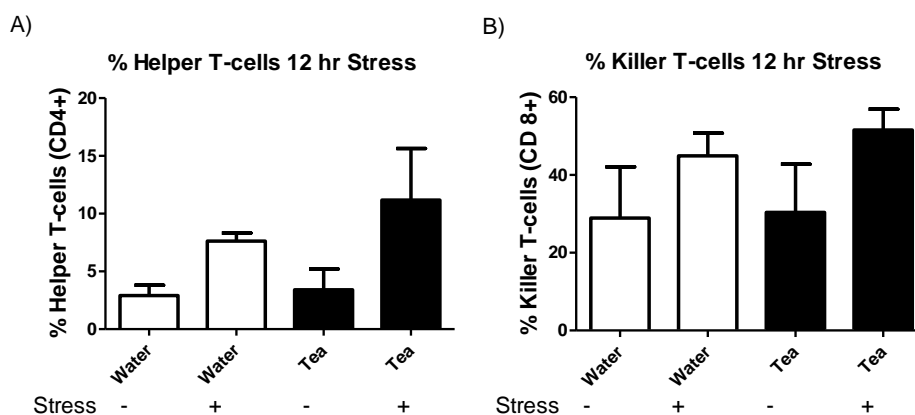 A)
% Helper T-cells 12 hr Stress
% Helper T-cells (CD4+)
20
15
10
5
0
Water
Water
Tea
Tea
Stress - + - +
B)
% Killer T-cells 12 hr Stress
% Killer T-cells (CD 8+)
60
40
20
0
Water
Water
Tea
Tea
Stress - + - +